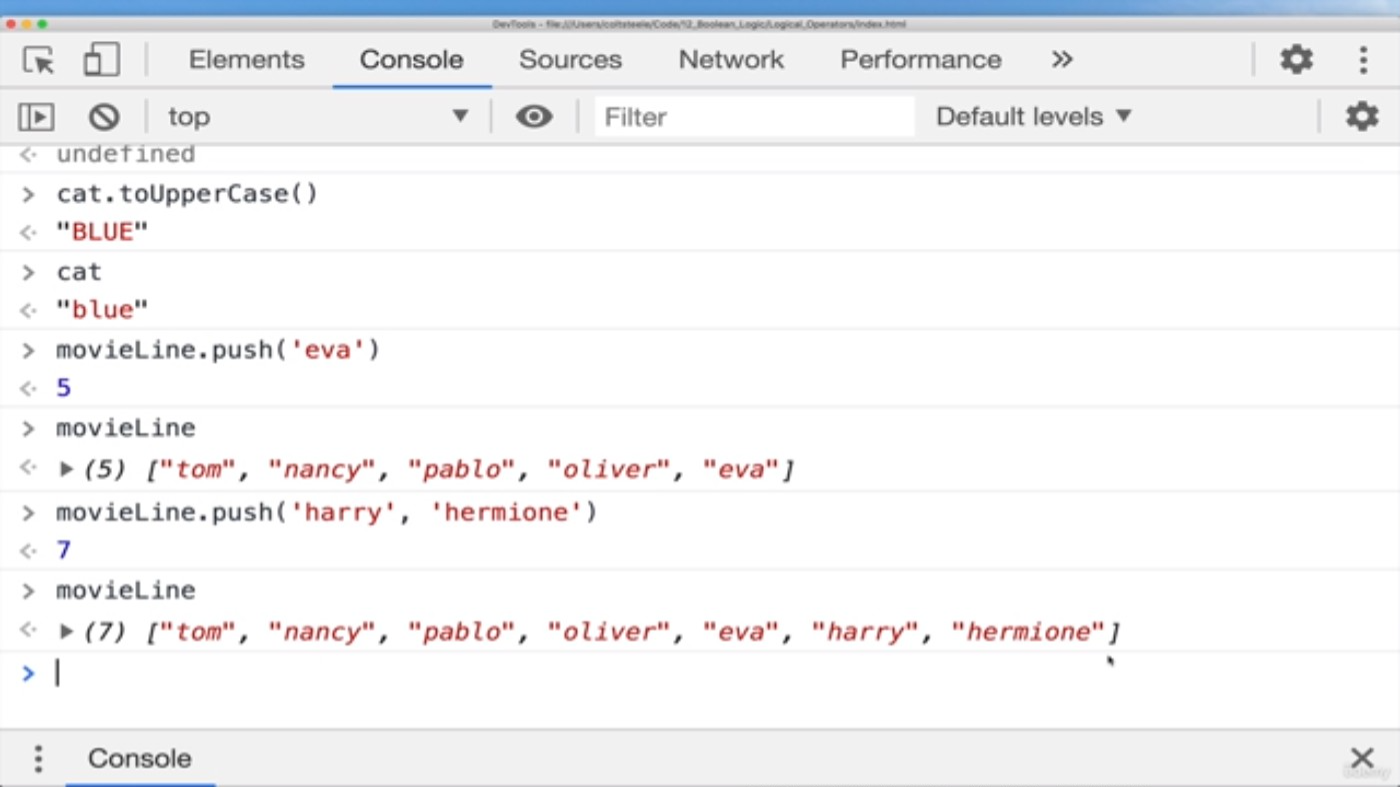 DevTools - file:///Users/coltsteele/Code/12_Boolean_Logic/Logical_Operators/index.html
Elements Console Sources Network Performance »
top ▼ Filter Default levels ▼
undefined
> cat.toUpperCase()
"BLUE"
> cat
"blue"
> movieLine.push('eva')
5
> movieLine
▶ (5) ["tom", "nancy", "pablo", "oliver", "eva"]
> movieLine.push('harry', 'hermione')
7
> movieLine
▶ (7) ["tom", "nancy", "pablo", "oliver", "eva", "harry", "hermione"]
>
Console
udemy